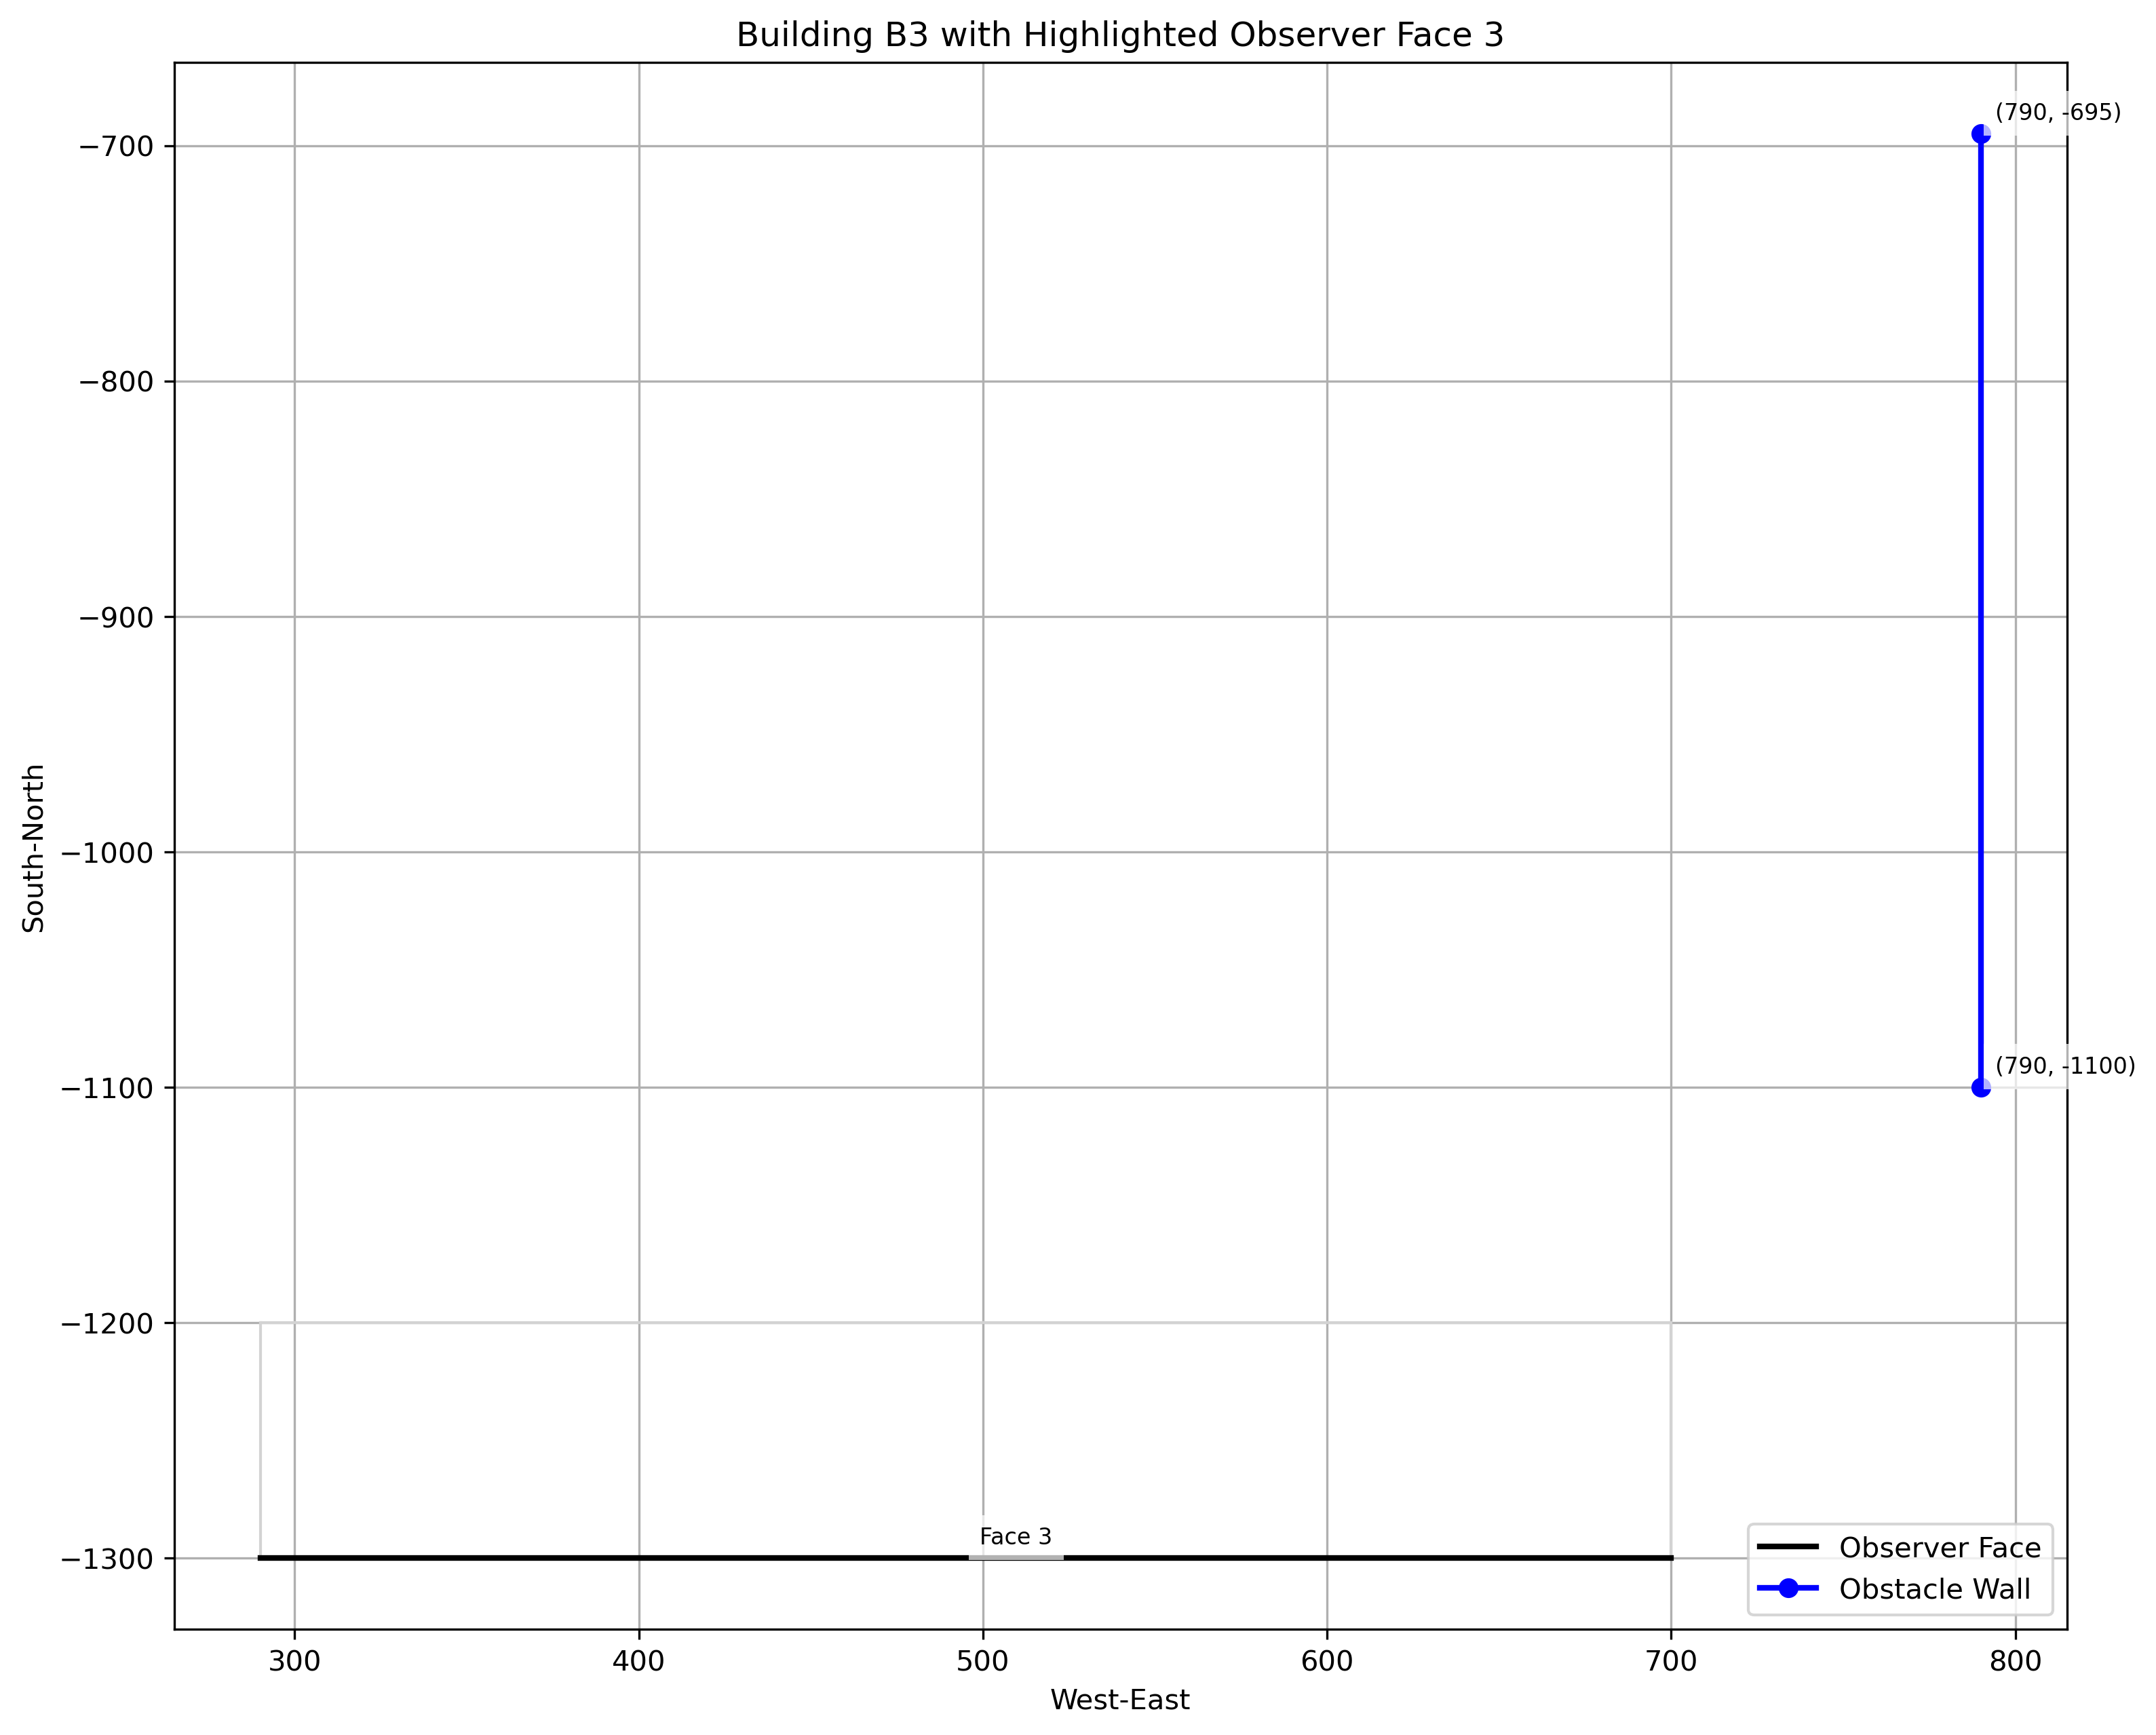 Building B3 with Highlighted Observer Face 3
(790, -695)
−700
−800
−900
−1000
(790, -1100)
−1100
−1200
Face 3
−1300
Observer Face
Obstacle Wall
300
400
500
600
700
800
West-East
South-North